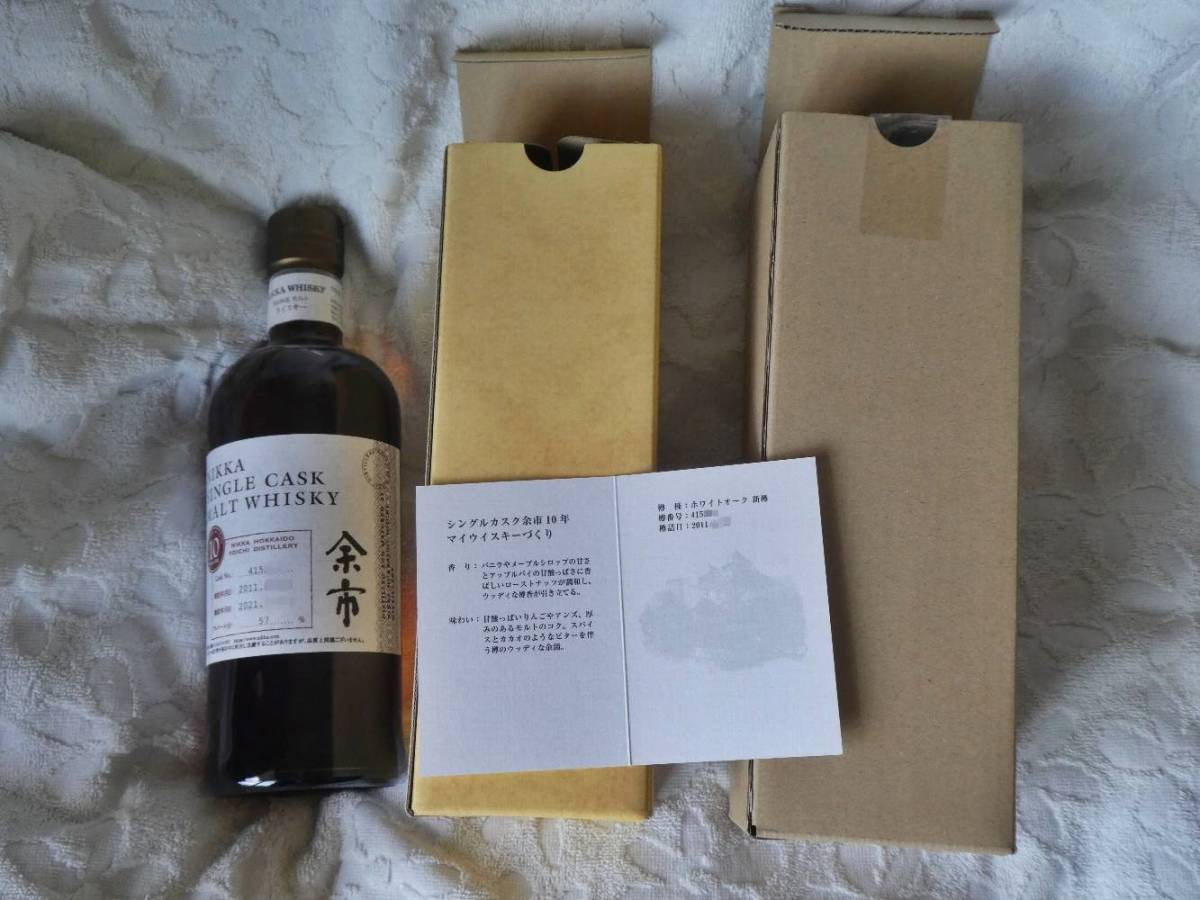 NIKKA WHISKY
NIKKA
SINGLE CASK
MALT WHISKY
余市
10
NIKKA HOKKAIDO
YOICHI DISTILLERY
Cask No. 415
2011.
2021.
57 %
シングルカスク余市10年
マイウイスキーづくり
香り：バニラやメープルシロップの甘さ
とアップルパイの甘酸っぱさに香
ばしいローストナッツが調和し、
ウッディな樽香が引き立てる。
味わい：甘酸っぱいりんごやアンズ、厚
みのあるモルトのコク。スパイ
スとカカオのようなビターを伴
う樽のウッディな余韻。
樽種：ホワイトオーク 新樽
樽番号：415
樽詰日：2011